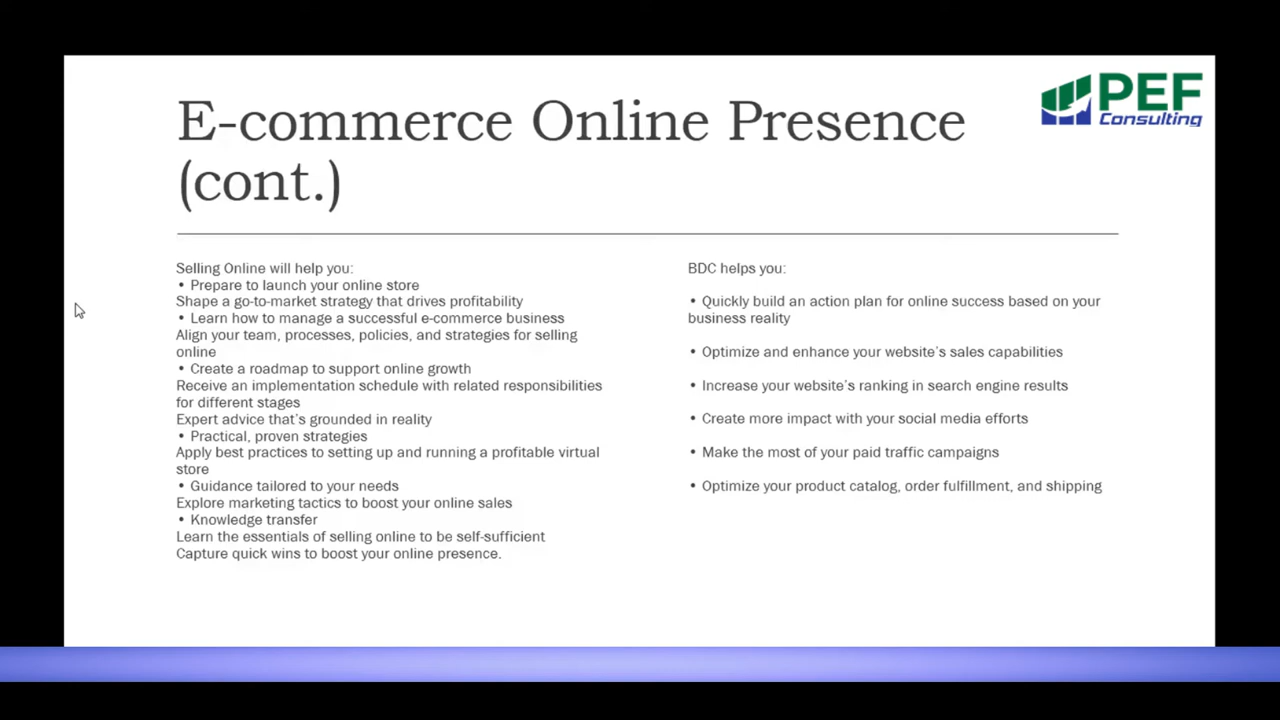 E-commerce Online Presence
(cont.)
PEF
Consulting
Selling Online will help you:
• Prepare to launch your online store
Shape a go-to-market strategy that drives profitability
• Learn how to manage a successful e-commerce business
Align your team, processes, policies, and strategies for selling
online
• Create a roadmap to support online growth
Receive an implementation schedule with related responsibilities
for different stages
Expert advice that's grounded in reality
• Practical, proven strategies
Apply best practices to setting up and running a profitable virtual
store
• Guidance tailored to your needs
Explore marketing tactics to boost your online sales
• Knowledge transfer
Learn the essentials of selling online to be self-sufficient
Capture quick wins to boost your online presence.
BDC helps you:
• Quickly build an action plan for online success based on your
business reality
• Optimize and enhance your website's sales capabilities
• Increase your website's ranking in search engine results
• Create more impact with your social media efforts
• Make the most of your paid traffic campaigns
• Optimize your product catalog, order fulfillment, and shipping